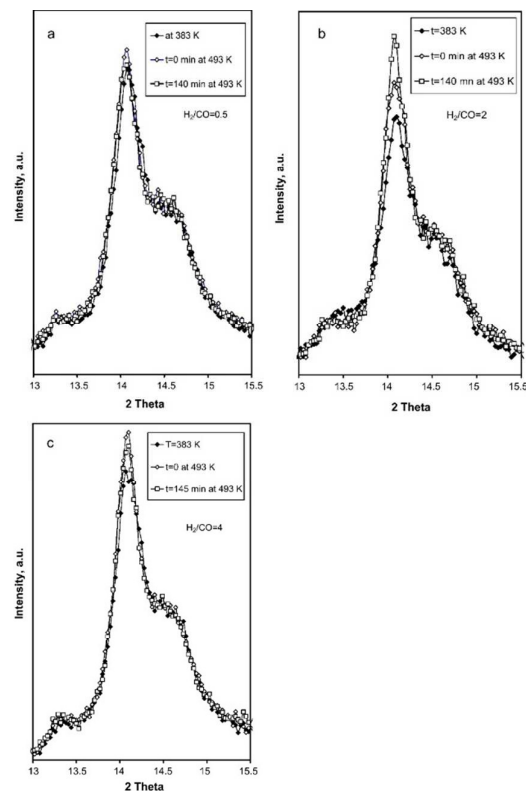 a
at 383 K
t=0 min at 493 K
t=140 min at 493 K
H2/CO=0.5
Intensity, a.u.
13 13.5 14 14.5 15 15.5
2 Theta
b
t=383 K
t=0 min at 493 K
t=140 mn at 493 K
H2/CO=2
Intensity, a.u.
13 13.5 14 14.5 15 15.5
2 Theta
c
T=383 K
t=0 at 493 K
t=145 min at 493 K
H2/CO=4
Intensity, a.u.
13 13.5 14 14.5 15 15.5
2 Theta